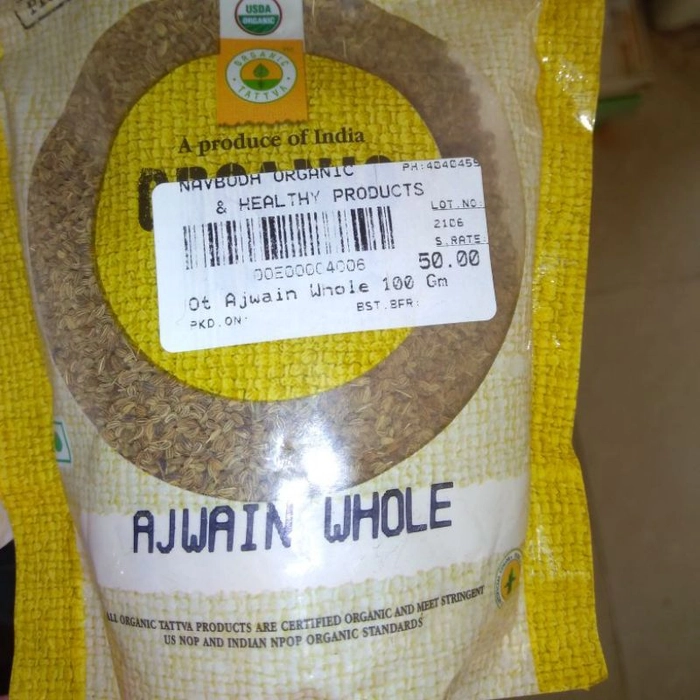 USDA
ORGANIC
ORGANIC
TATTVA
A produce of India
NAVBODH ORGANIC
PH:4040455
& HEALTHY PRODUCTS
LOT.NO:
2106
S.RATE:
50.00
Ot Ajwain Whole 100 Gm
PKD.ON:
BST.BFR:
AJWAIN WHOLE
ALL ORGANIC TATTVA PRODUCTS ARE CERTIFIED ORGANIC AND MEET STRINGENT
US NOP AND INDIAN NPOP ORGANIC STANDARDS